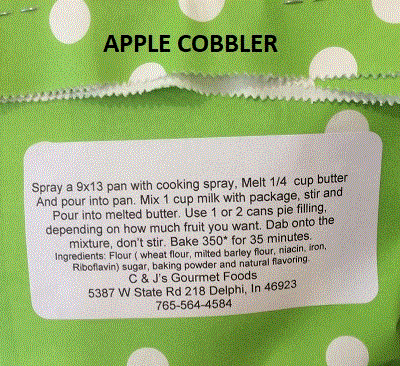 APPLE COBBLER
Spray a 9x13 pan with cooking spray, Melt 1/4 cup butter
And pour into pan. Mix 1 cup milk with package, stir and
Pour into melted butter. Use 1 or 2 cans pie filling,
depending on how much fruit you want. Dab onto the
mixture, don't stir. Bake 350* for 35 minutes.
Ingredients: Flour ( wheat flour, milted barley flour, niacin, iron,
Riboflavin) sugar, baking powder and natural flavoring.
C & J's Gourmet Foods
5387 W State Rd 218 Delphi, In 46923
765-564-4584